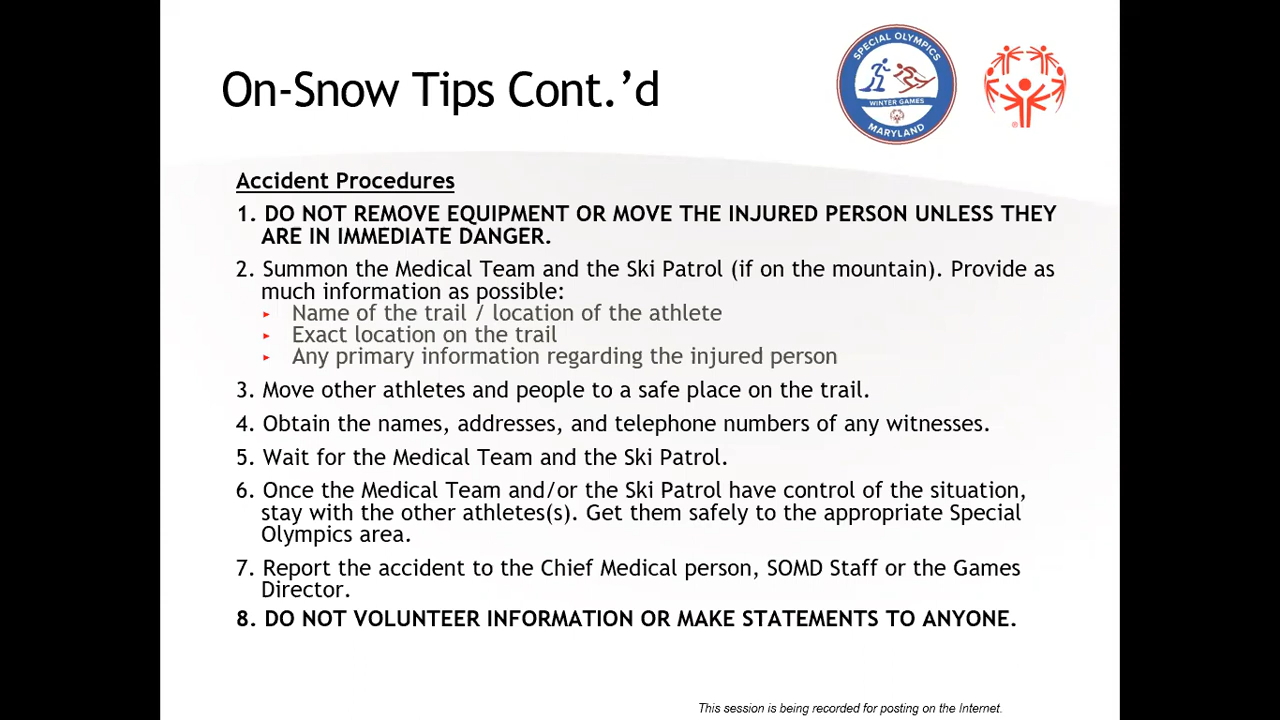 On-Snow Tips Cont.’d
SPECIAL OLYMPICS
WINTER GAMES
MARYLAND
®
Accident Procedures
1. DO NOT REMOVE EQUIPMENT OR MOVE THE INJURED PERSON UNLESS THEY
ARE IN IMMEDIATE DANGER.
2. Summon the Medical Team and the Ski Patrol (if on the mountain). Provide as
much information as possible:
▸ Name of the trail / location of the athlete
▸ Exact location on the trail
▸ Any primary information regarding the injured person
3. Move other athletes and people to a safe place on the trail.
4. Obtain the names, addresses, and telephone numbers of any witnesses.
5. Wait for the Medical Team and the Ski Patrol.
6. Once the Medical Team and/or the Ski Patrol have control of the situation,
stay with the other athletes(s). Get them safely to the appropriate Special
Olympics area.
7. Report the accident to the Chief Medical person, SOMD Staff or the Games
Director.
8. DO NOT VOLUNTEER INFORMATION OR MAKE STATEMENTS TO ANYONE.
This session is being recorded for posting on the Internet.